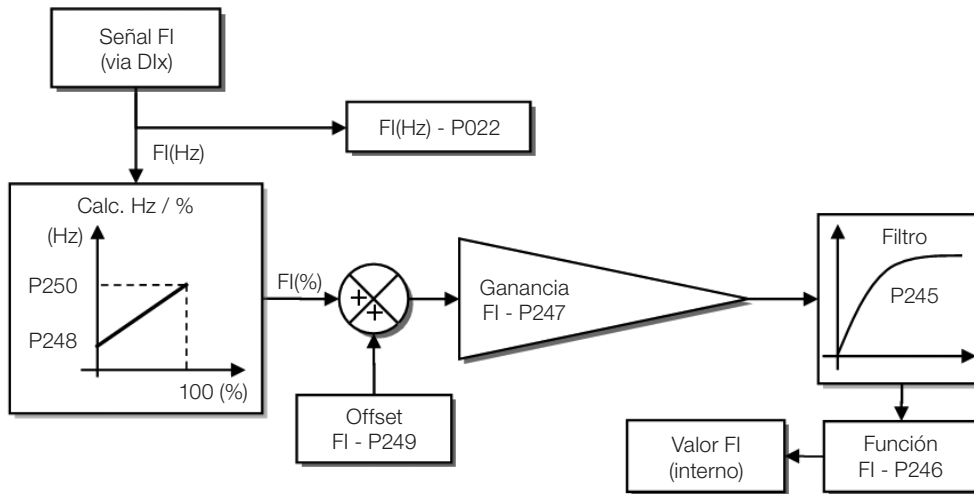 Señal FI
(via DIx)
FI(Hz) - P022
FI(Hz)
Calc. Hz / %
(Hz)
P250
P248
100 (%)
FI(%)
+
+
Offset
FI - P249
Ganancia
FI - P247
Filtro
P245
Función
FI - P246
Valor FI
(interno)